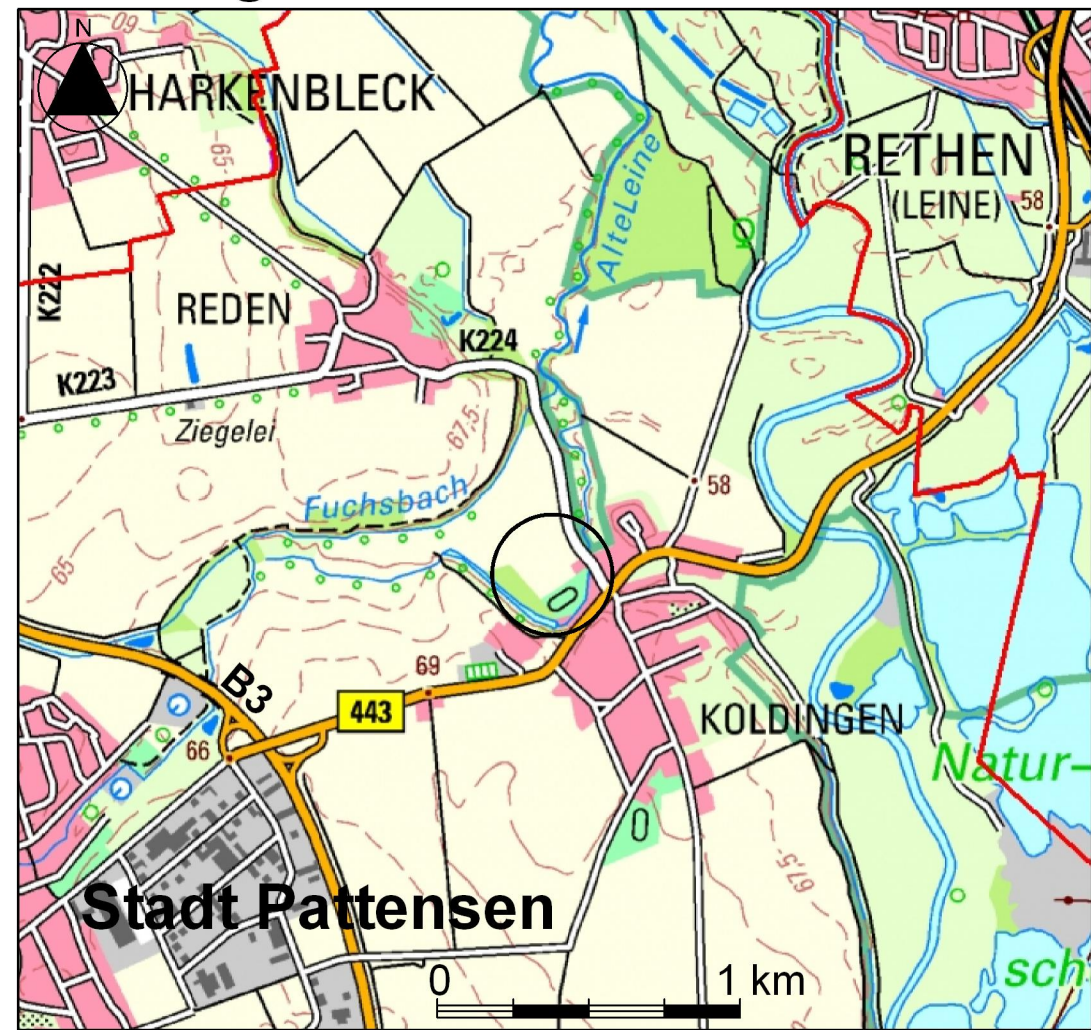 N
60
HARKENBLECK
65
RETHEN
(LEINE)
58
Alte Leine
K222
REDEN
K224
K223
Ziegelei
67,5
Fuchsbach
58
65
69
B3
443
66
KOLDINGEN
Natur-
67,5
Stadt Pattensen
0
1 km
sch